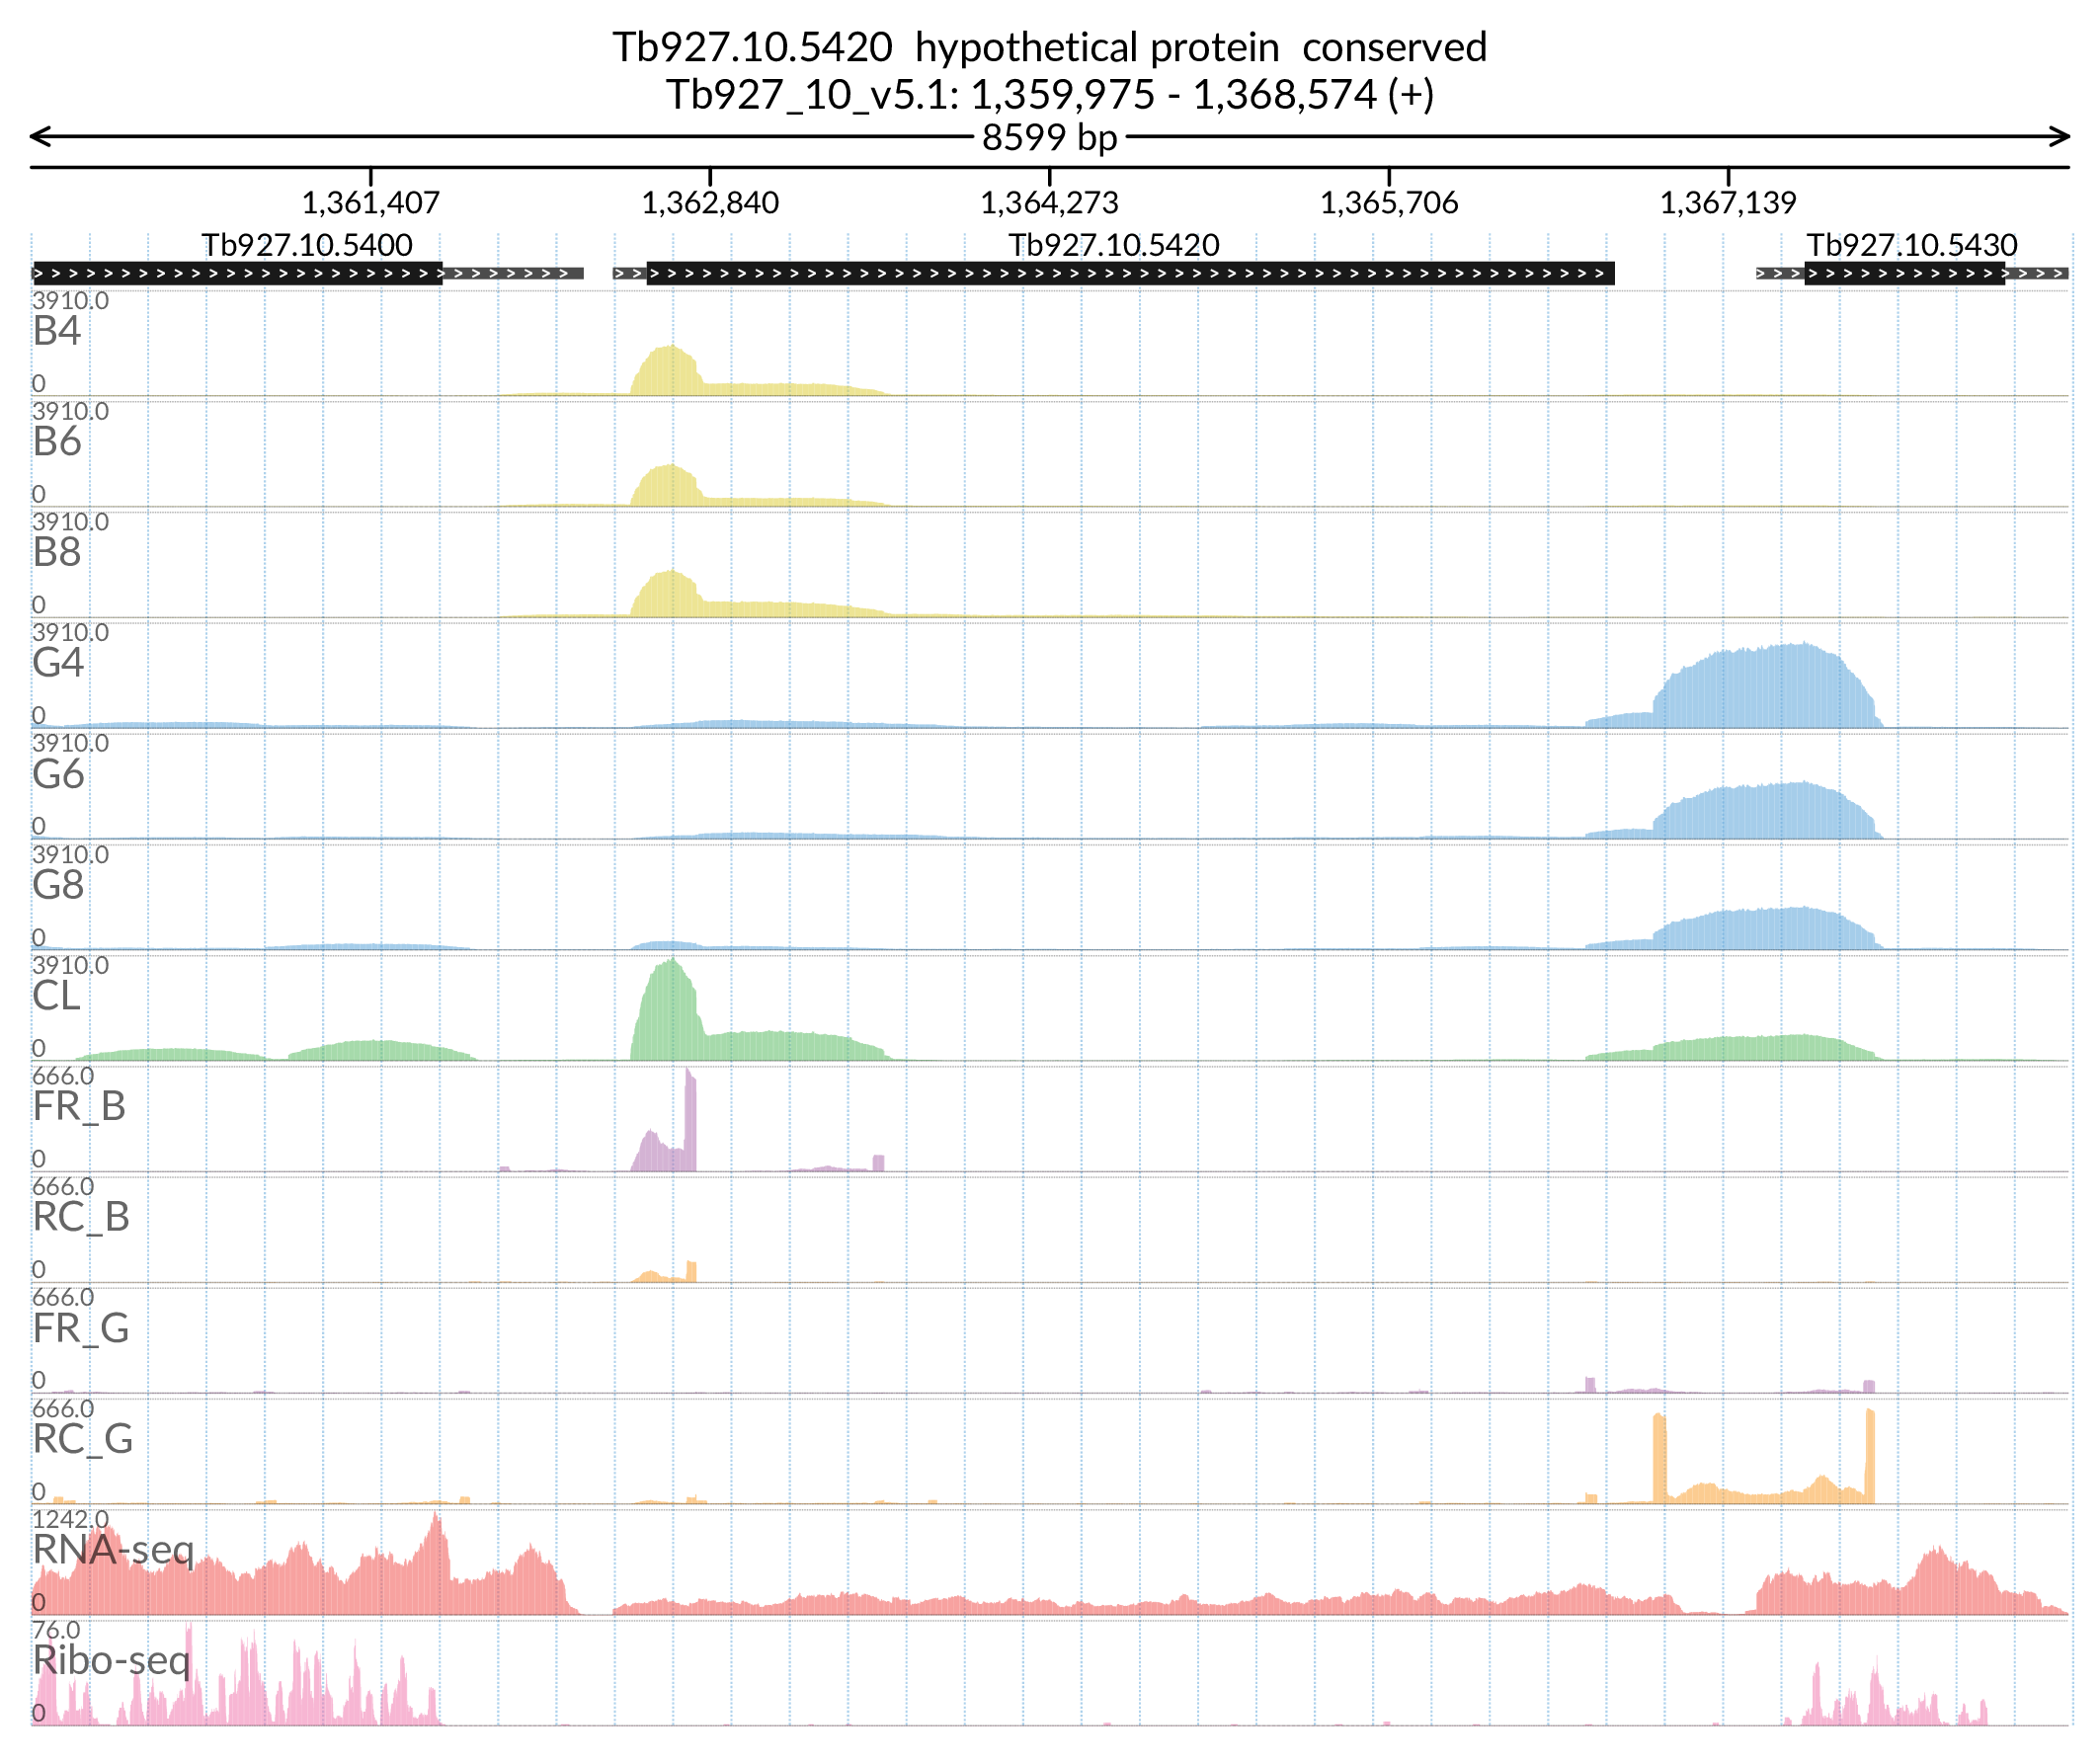 Tb927.10.5420 hypothetical protein conserved
Tb927_10_v5.1: 1,359,975 - 1,368,574 (+)
8599 bp
1,361,407 1,362,840 1,364,273 1,365,706 1,367,139
Tb927.10.5400 Tb927.10.5420 Tb927.10.5430
3910.0
B4
0
3910.0
B6
0
3910.0
B8
0
3910.0
G4
0
3910.0
G6
0
3910.0
G8
0
3910.0
CL
0
666.0
FR_B
0
666.0
RC_B
0
666.0
FR_G
0
666.0
RC_G
0
1242.0
RNA-seq
0
76.0
Ribo-seq
0